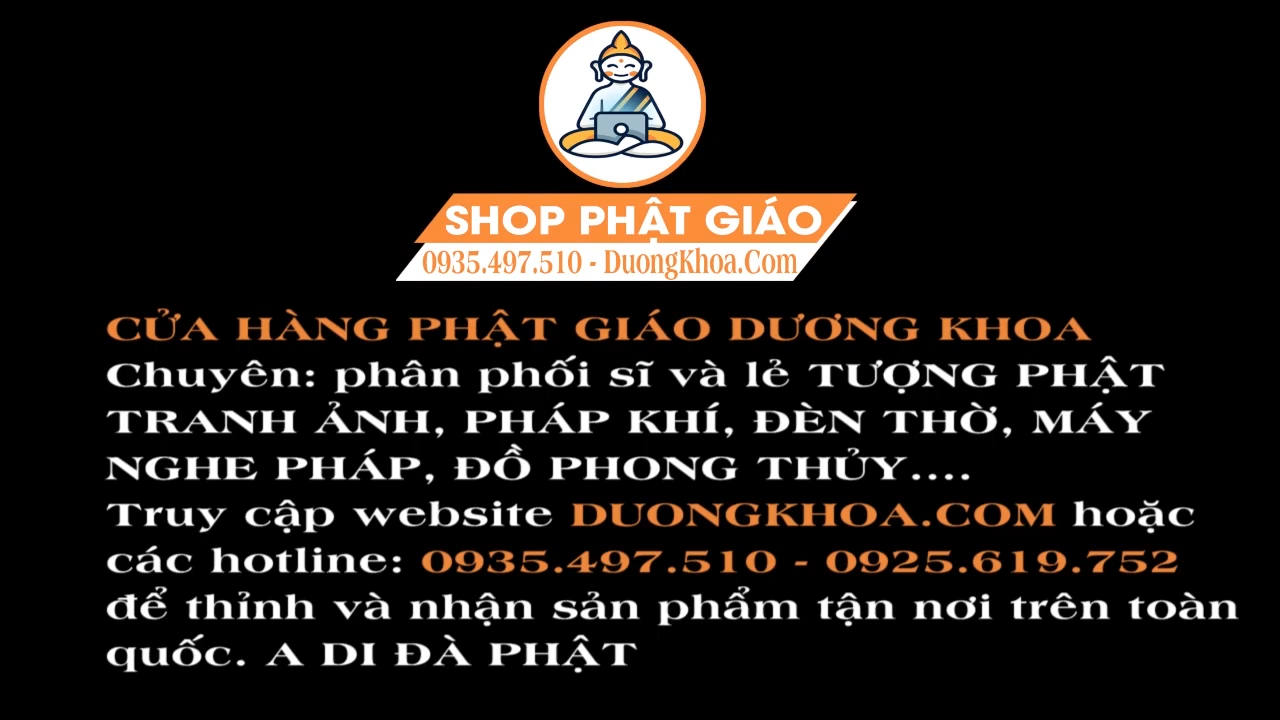 SHOP PHẬT GIÁO
0935.497.510 - DuongKhoa.Com
CỬA HÀNG PHẬT GIÁO DƯƠNG KHOA
Chuyên: phân phối sĩ và lẻ TƯỢNG PHẬT
TRANH ẢNH, PHÁP KHÍ, ĐÈN THỜ, MÁY
NGHE PHÁP, ĐỒ PHONG THỦY....
Truy cập website DUONGKHOA.COM hoặc
các hotline: 0935.497.510 - 0925.619.752
để thỉnh và nhận sản phẩm tận nơi trên toàn
quốc. A DI ĐÀ PHẬT